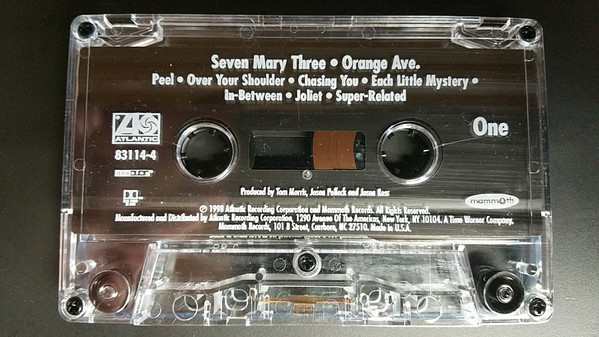 Seven Mary Three • Orange Ave.
Peel • Over Your Shoulder • Chasing You • Each Little Mystery •
In-Between • Joliet • Super-Related
ATLANTIC
83114-4
One
Produced by Tom Morris, Jason Pollock and Jason Ross
mammoth
© 1998 Atlantic Recording Corporation and Mammoth Records. All Rights Reserved.
Manufactured and Distributed by Atlantic Recording Corporation, 1290 Avenue Of The Americas, New York, NY 10104. A Time Warner Company.
Mammoth Records, 101 B Street, Carrboro, NC 27510. Made in U.S.A.